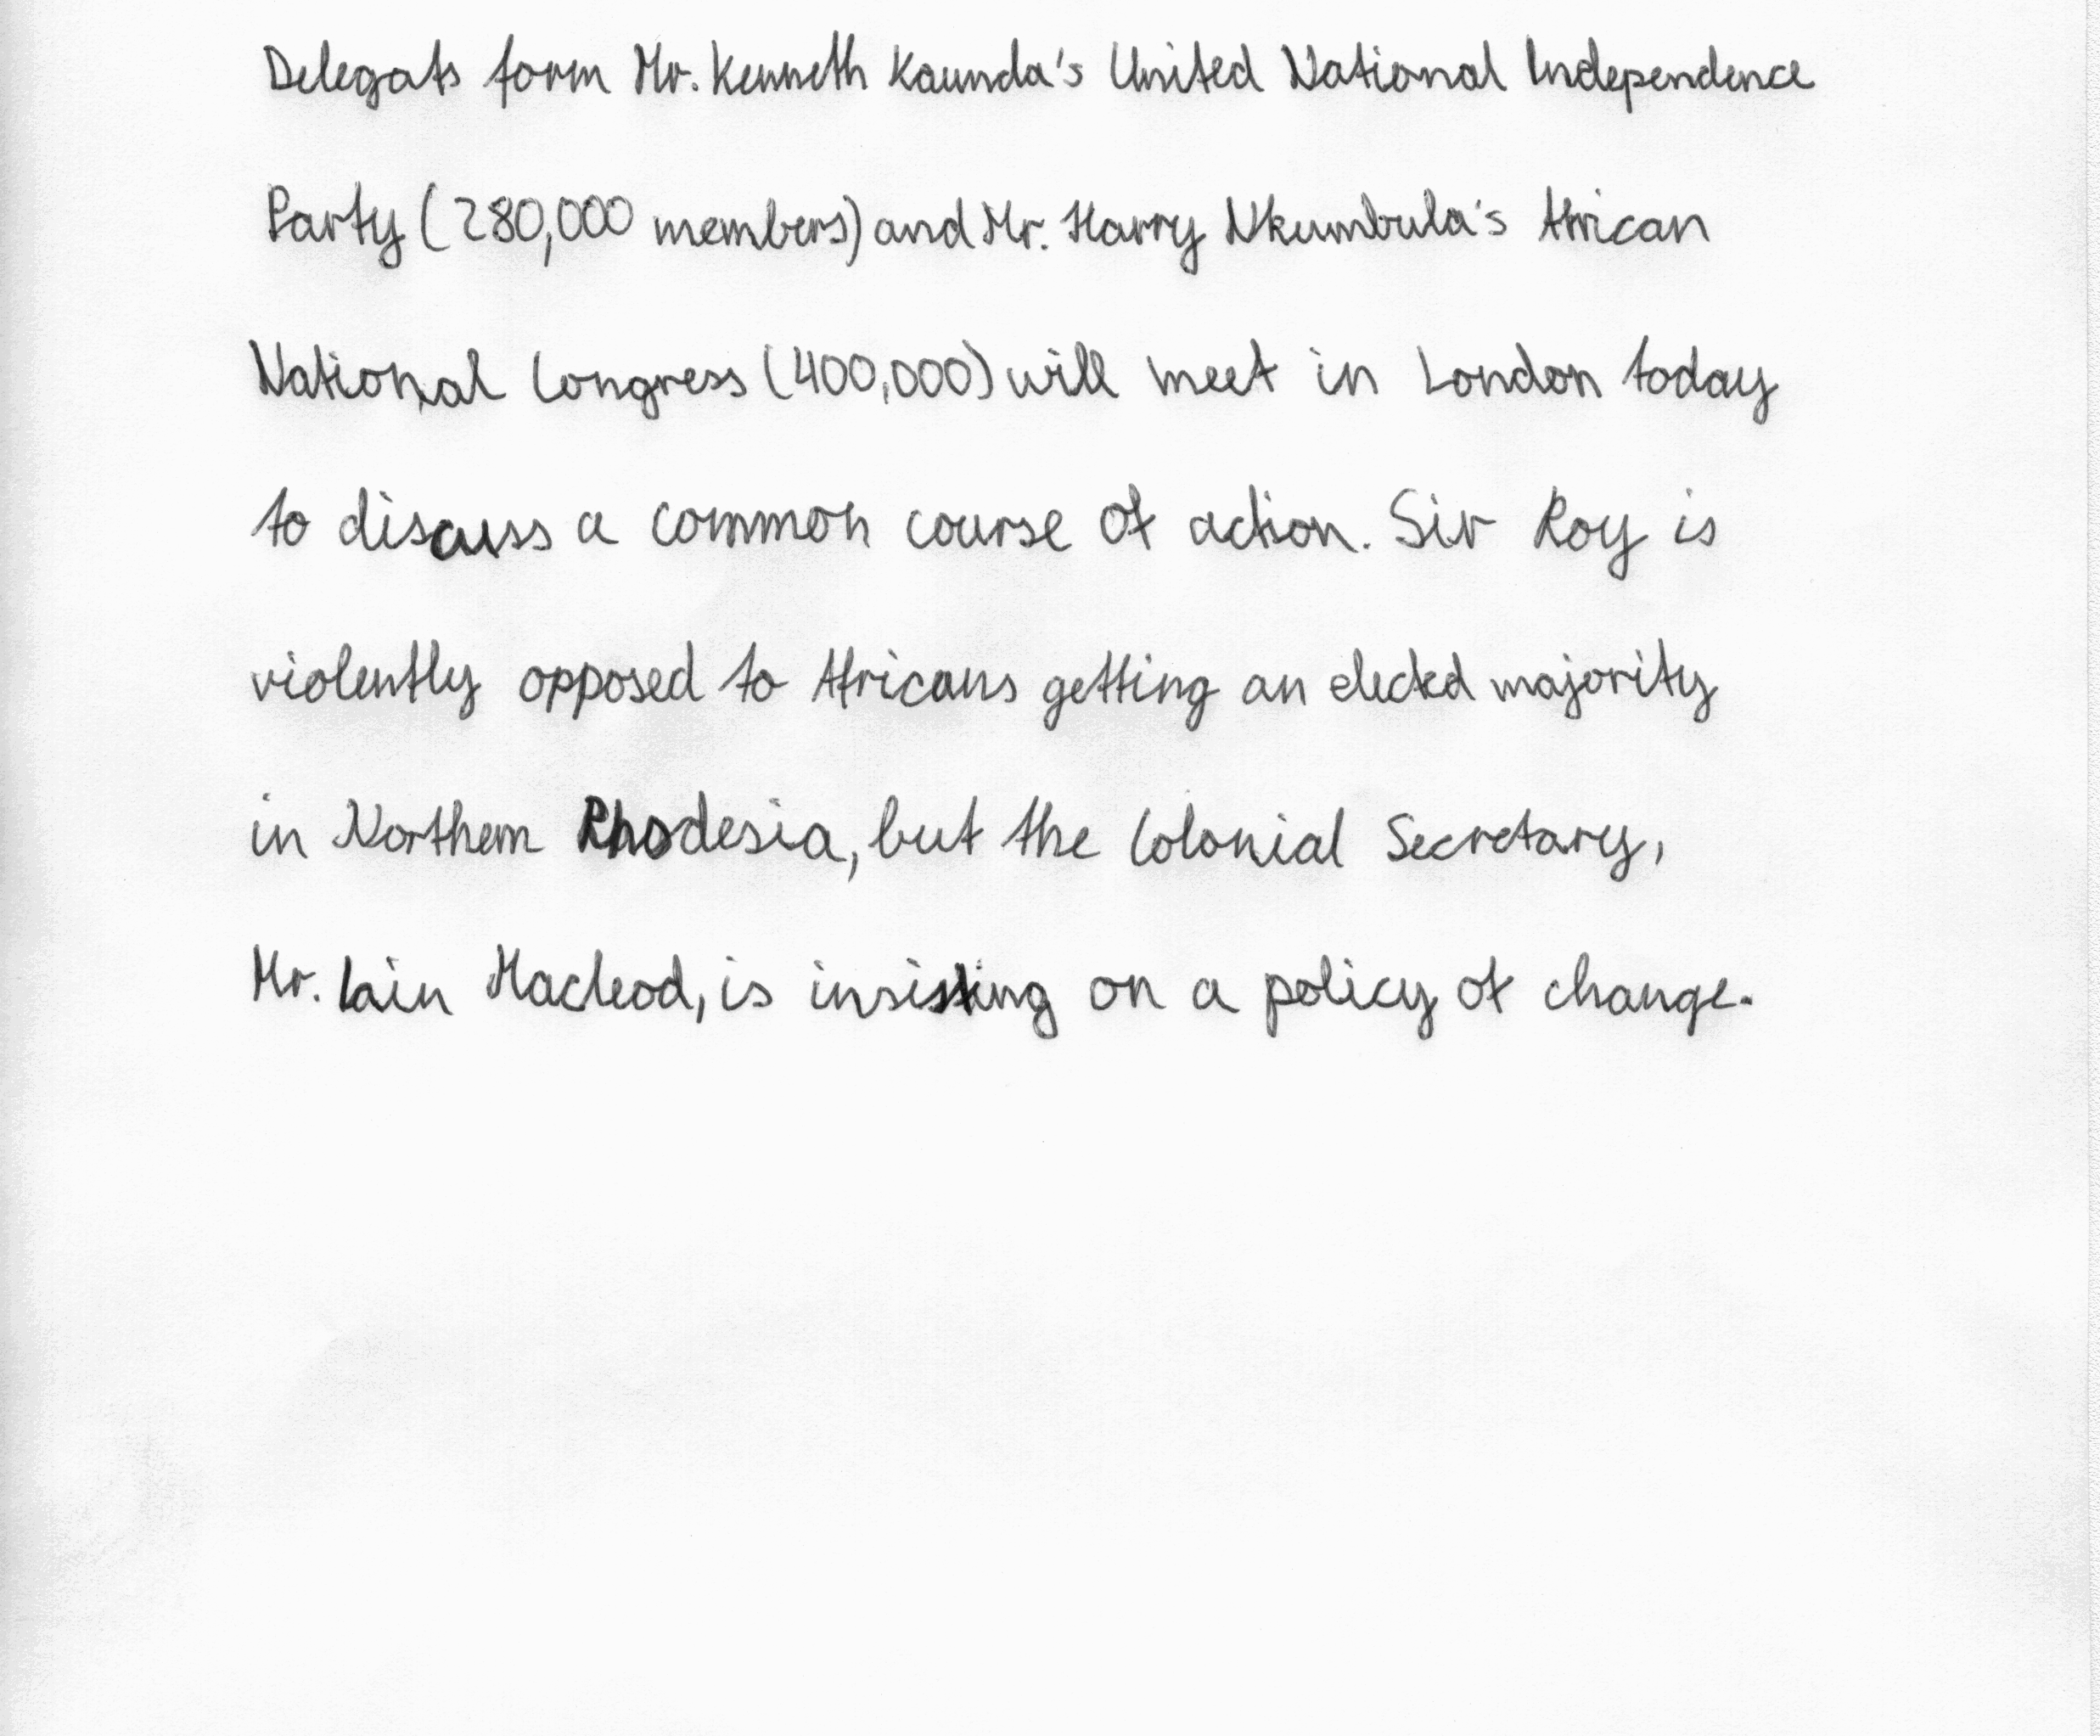 Delegats form Mr. Kenneth Kaunda's United National Independence
Party (280,000 members) and Mr. Harry Nkumbula's African
National Congress (400,000) will meet in London today
to discuss a common course of action. Sir Roy is
violently opposed to Africans getting an elected majority
in Northern Rhodesia, but the Colonial Secretary,
Mr. Iain Macleod, is insisting on a policy of change.